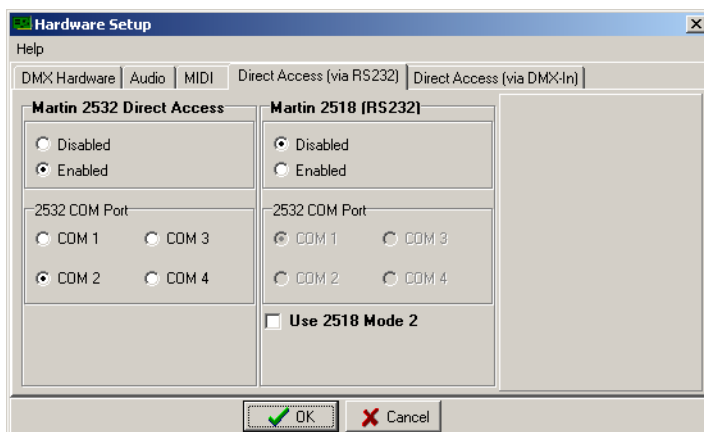 Hardware Setup
Help
DMX Hardware
Audio
MIDI
Direct Access (via RS232)
Direct Access (via DMX-In)
Martin 2532 Direct Access
Disabled
Enabled
2532 COM Port
COM 1
COM 3
COM 2
COM 4
Martin 2518 (RS232)
Disabled
Enabled
2532 COM Port
COM 1
COM 3
COM 2
COM 4
Use 2518 Mode 2
OK
Cancel